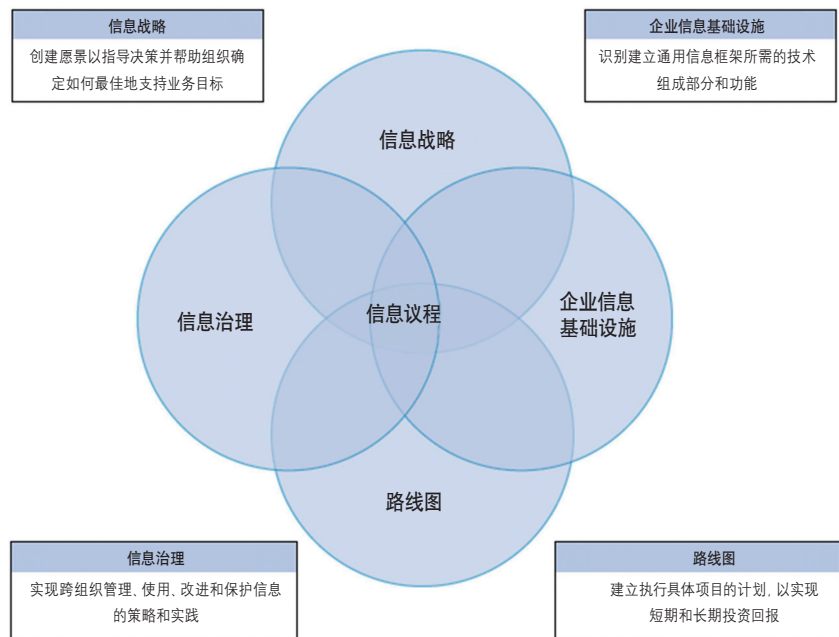 信息战略
创建愿景以指导决策并帮助组织确
定如何最佳地支持业务目标
企业信息基础设施
识别建立通用信息框架所需的技术
组成部分和功能
信息战略
信息治理
信息议程
企业信息
基础设施
路线图
信息治理
实现跨组织管理、使用、改进和保护信息
的策略和实践
路线图
建立执行具体项目的计划, 以实现
短期和长期投资回报